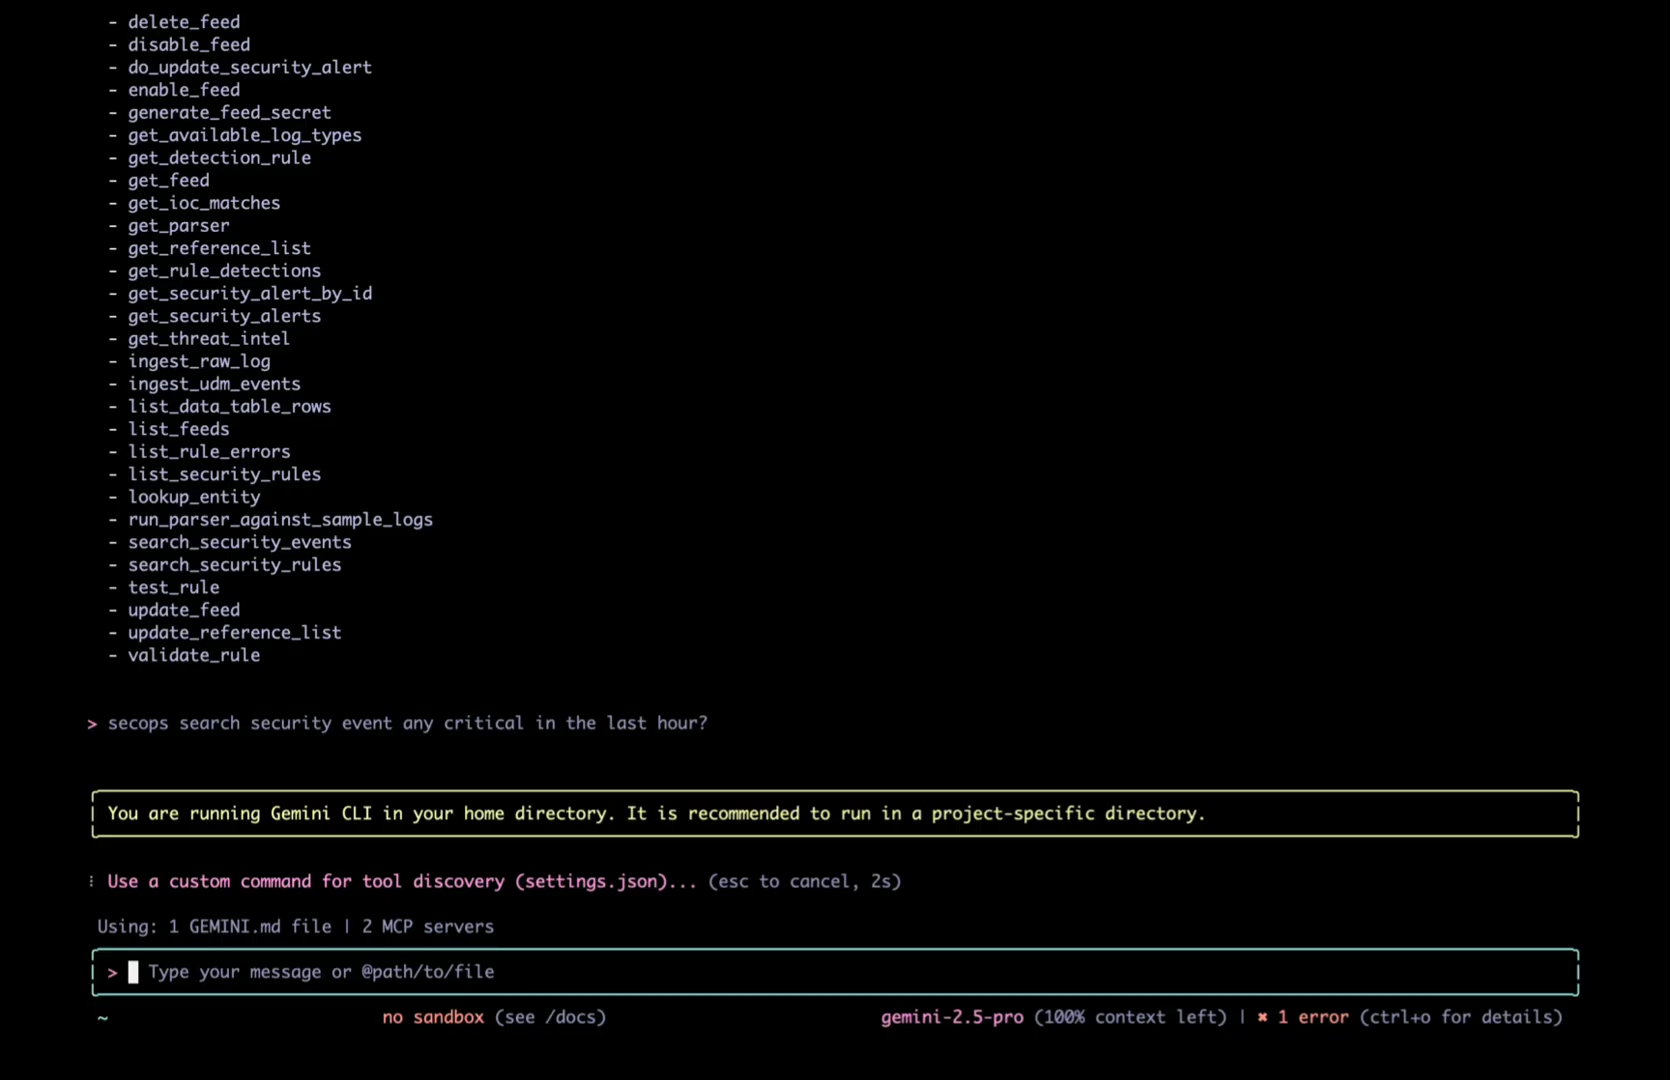 - delete_feed
- disable_feed
- do_update_security_alert
- enable_feed
- generate_feed_secret
- get_available_log_types
- get_detection_rule
- get_feed
- get_ioc_matches
- get_parser
- get_reference_list
- get_rule_detections
- get_security_alert_by_id
- get_security_alerts
- get_threat_intel
- ingest_raw_log
- ingest_udm_events
- list_data_table_rows
- list_feeds
- list_rule_errors
- list_security_rules
- lookup_entity
- run_parser_against_sample_logs
- search_security_events
- search_security_rules
- test_rule
- update_feed
- update_reference_list
- validate_rule
> secops search security event any critical in the last hour?
You are running Gemini CLI in your home directory. It is recommended to run in a project-specific directory.
⁝ Use a custom command for tool discovery (settings.json)... (esc to cancel, 2s)
Using: 1 GEMINI.md file | 2 MCP servers
> Type your message or @path/to/file
~ no sandbox (see /docs) gemini-2.5-pro (100% context left) | ✖ 1 error (ctrl+o for details)